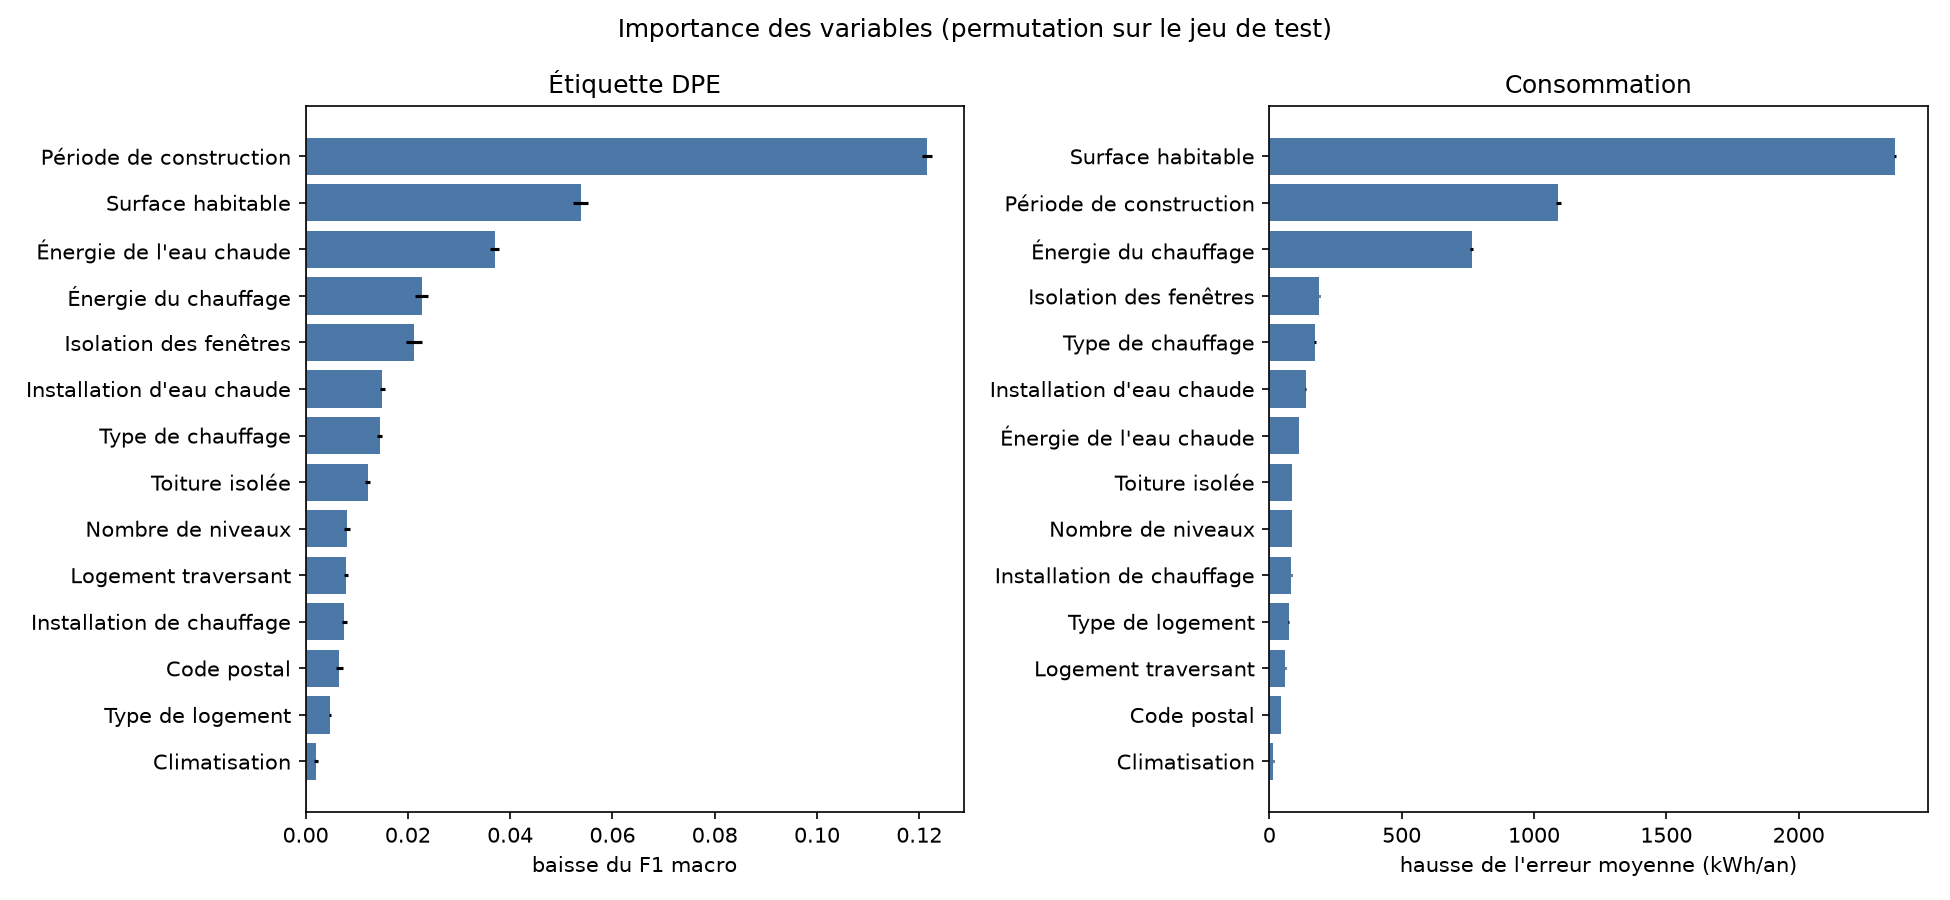 Importance des variables (permutation sur le jeu de test)
Étiquette DPE
Période de construction
Surface habitable
Énergie de l'eau chaude
Énergie du chauffage
Isolation des fenêtres
Installation d'eau chaude
Type de chauffage
Toiture isolée
Nombre de niveaux
Logement traversant
Installation de chauffage
Code postal
Type de logement
Climatisation
0.00 0.02 0.04 0.06 0.08 0.10 0.12
baisse du F1 macro
Consommation
Surface habitable
Période de construction
Énergie du chauffage
Isolation des fenêtres
Type de chauffage
Installation d'eau chaude
Énergie de l'eau chaude
Toiture isolée
Nombre de niveaux
Installation de chauffage
Type de logement
Logement traversant
Code postal
Climatisation
0 500 1000 1500 2000
hausse de l'erreur moyenne (kWh/an)